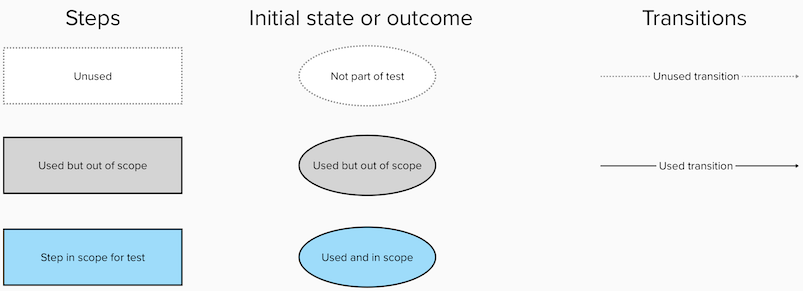 Steps
Initial state or outcome
Transitions
Unused
Not part of test
Unused transition
Used but out of scope
Used but out of scope
Used transition
Step in scope for test
Used and in scope